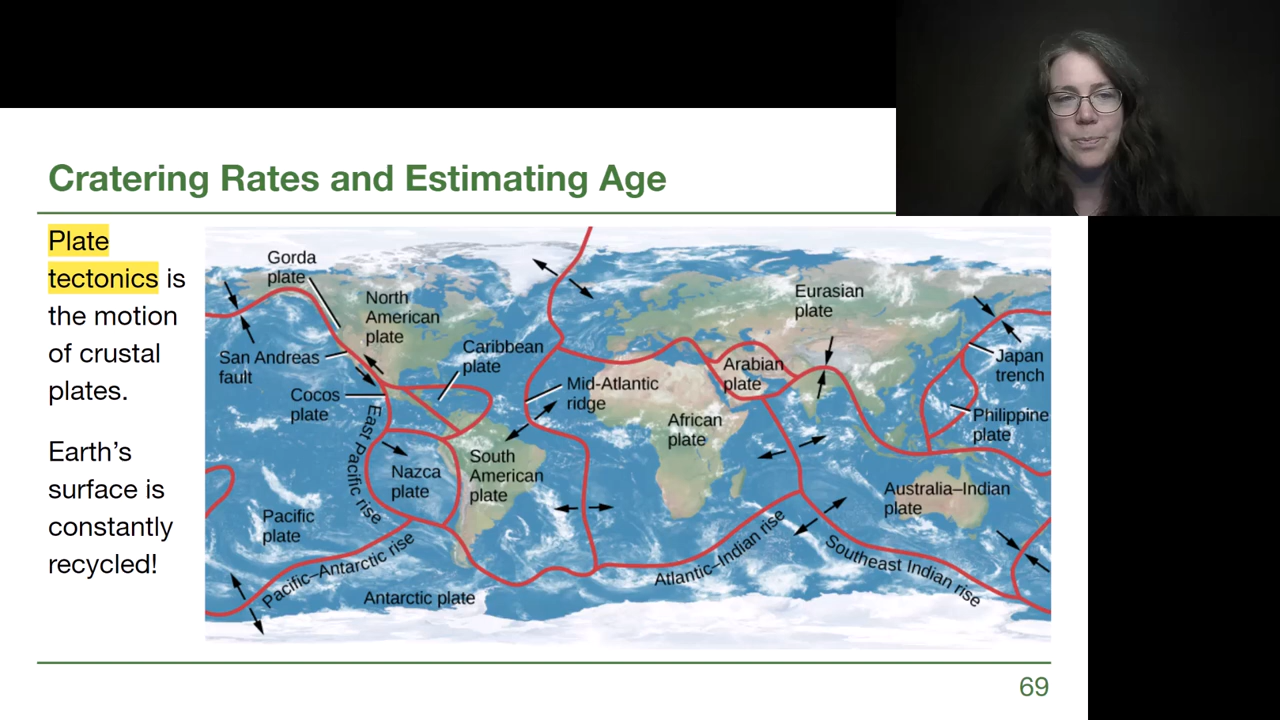 Cratering Rates and Estimating Age
Plate
tectonics is
the motion
of crustal
plates.
Earth’s
surface is
constantly
recycled!
Gorda
plate
North
American
plate
San Andreas
fault
Caribbean
plate
Cocos
plate
East Pacific rise
Nazca
plate
South
American
plate
Pacific
plate
Pacific–Antarctic rise
Antarctic plate
Mid-Atlantic
ridge
African
plate
Arabian
plate
Eurasian
plate
Japan
trench
Philippine
plate
Australia–Indian
plate
Atlantic–Indian rise
Southeast Indian rise
69